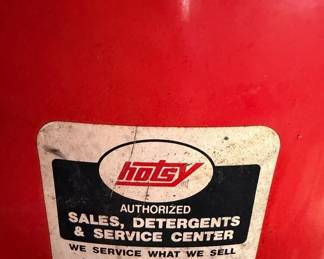 hotsy
AUTHORIZED
SALES, DETERGENTS
& SERVICE CENTER
WE SERVICE WHAT WE SELL